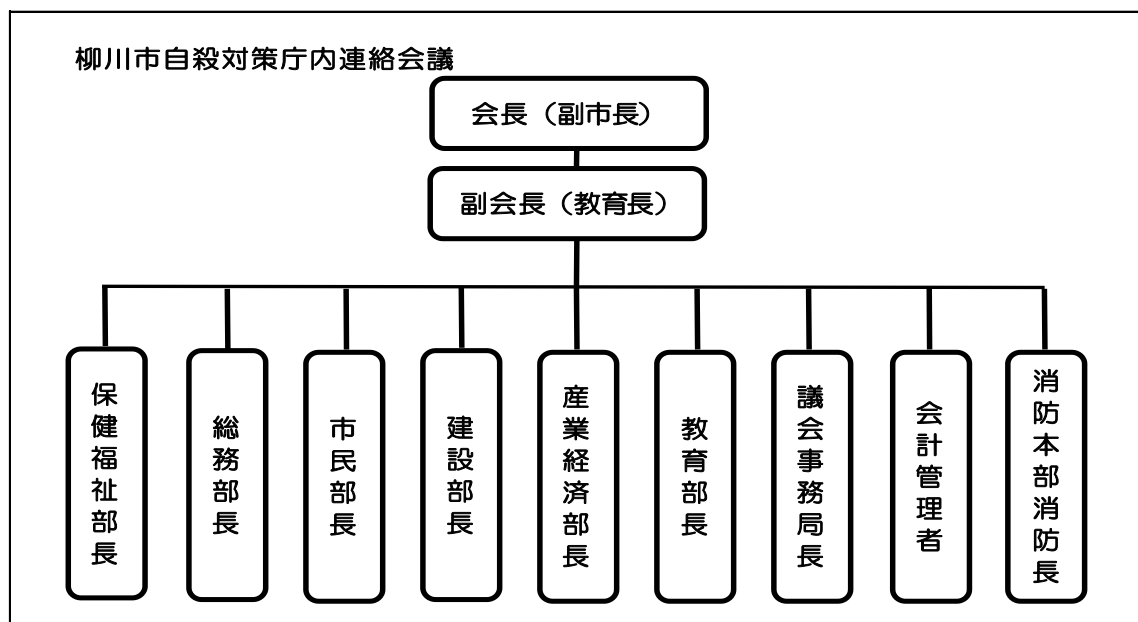 柳川市自殺対策庁内連絡会議
会長（副市長）
副会長（教育長）
保健福祉部長
総務部長
市民部長
建設部長
産業経済部長
教育部長
議会事務局長
会計管理者
消防本部消防長